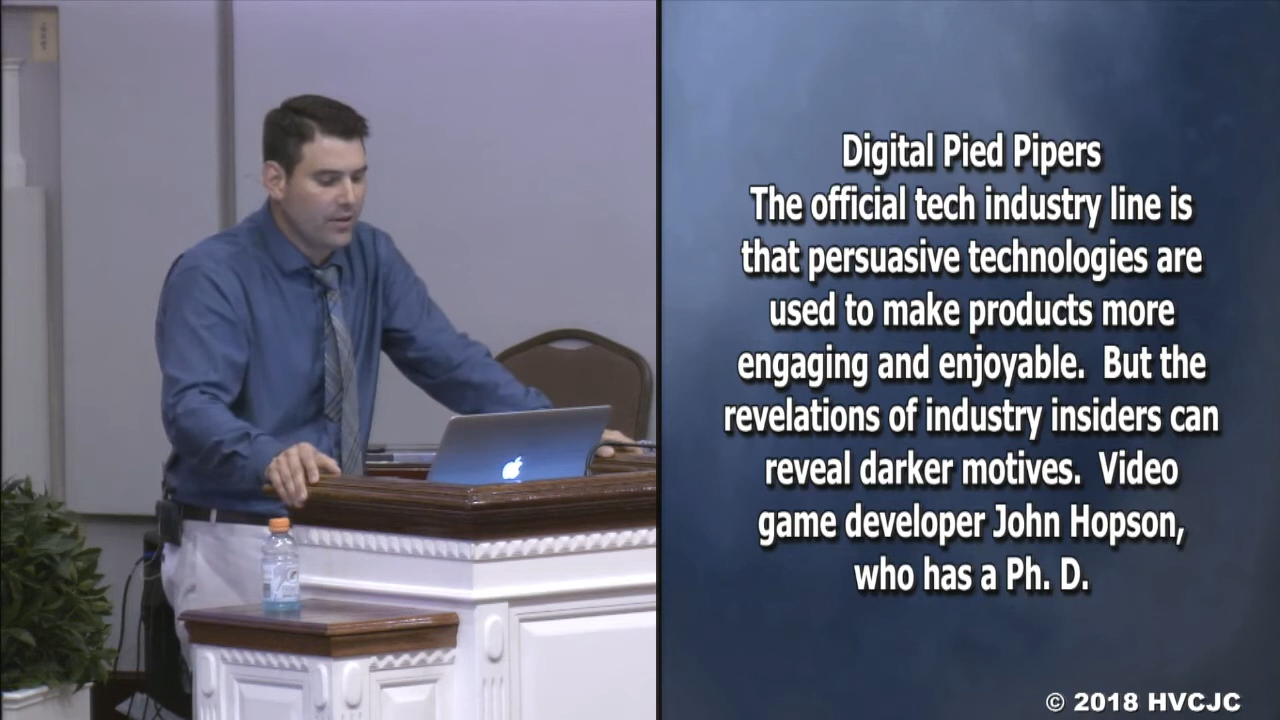 Digital Pied Pipers
The official tech industry line is
that persuasive technologies are
used to make products more
engaging and enjoyable.  But the
revelations of industry insiders can
reveal darker motives.  Video
game developer John Hopson,
who has a Ph. D.
© 2018 HVCJC